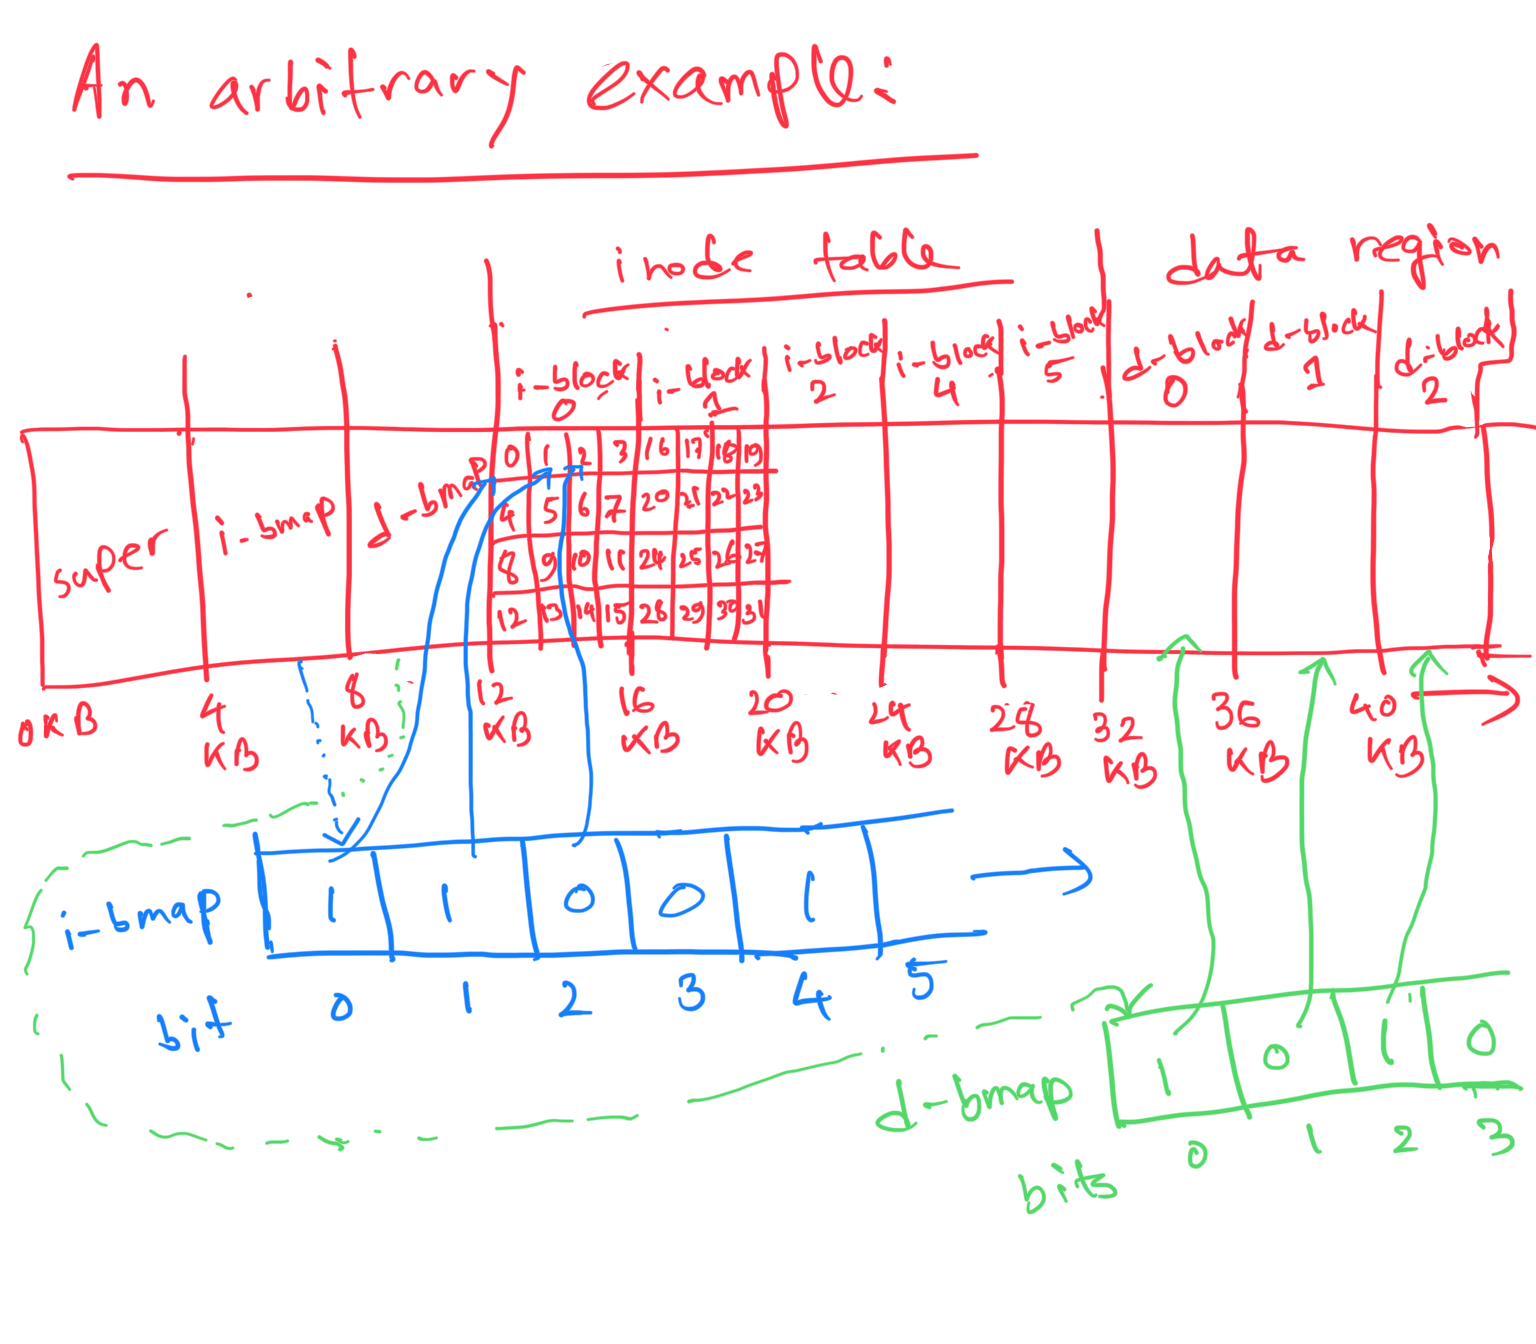 An arbitrary example:
inode table
data region
i-block 0
i-block 1
i-block 2
i-block 4
i-block 5
d-block 0
d-block 1
d-block 2
super
i-bmap
d-bmap
0 1 2 3 16 17 18 19
4 5 6 7 20 21 22 23
8 9 10 11 24 25 26 27
12 13 14 15 28 29 30 31
0KB
4 KB
8 KB
12 KB
16 KB
20 KB
24 KB
28 KB
32 KB
36 KB
40 KB
i-bmap 1 1 0 0 1
bit 0 1 2 3 4 5
d-bmap 1 0 1 0
bits 0 1 2 3